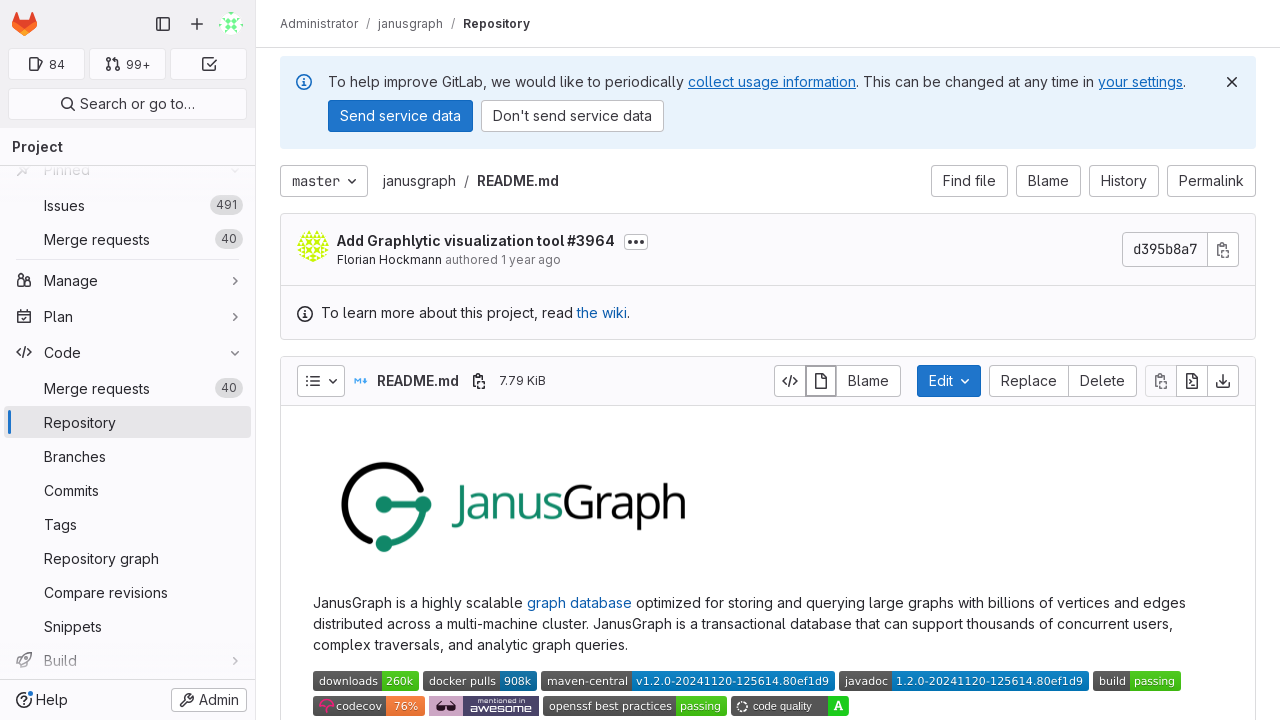 Administrator / janusgraph / Repository
84
99+
Search or go to…
Project
Pinned
Issues 491
Merge requests 40
Manage
Plan
Code
Merge requests 40
Repository
Branches
Commits
Tags
Repository graph
Compare revisions
Snippets
Build
Help
Admin
To help improve GitLab, we would like to periodically collect usage information. This can be changed at any time in your settings.
Send service data
Don't send service data
master
janusgraph / README.md
Find file
Blame
History
Permalink
Add Graphlytic visualization tool #3964
Florian Hockmann authored 1 year ago
d395b8a7
To learn more about this project, read the wiki.
README.md
7.79 KiB
Blame
Edit
Replace
Delete
JanusGraph
JanusGraph is a highly scalable graph database optimized for storing and querying large graphs with billions of vertices and edges
distributed across a multi-machine cluster. JanusGraph is a transactional database that can support thousands of concurrent users,
complex traversals, and analytic graph queries.
downloads 260k docker pulls 908k maven-central v1.2.0-20241120-125614.80ef1d9 javadoc 1.2.0-20241120-125614.80ef1d9 build passing
codecov 76% mentioned in awesome openssf best practices passing code quality A